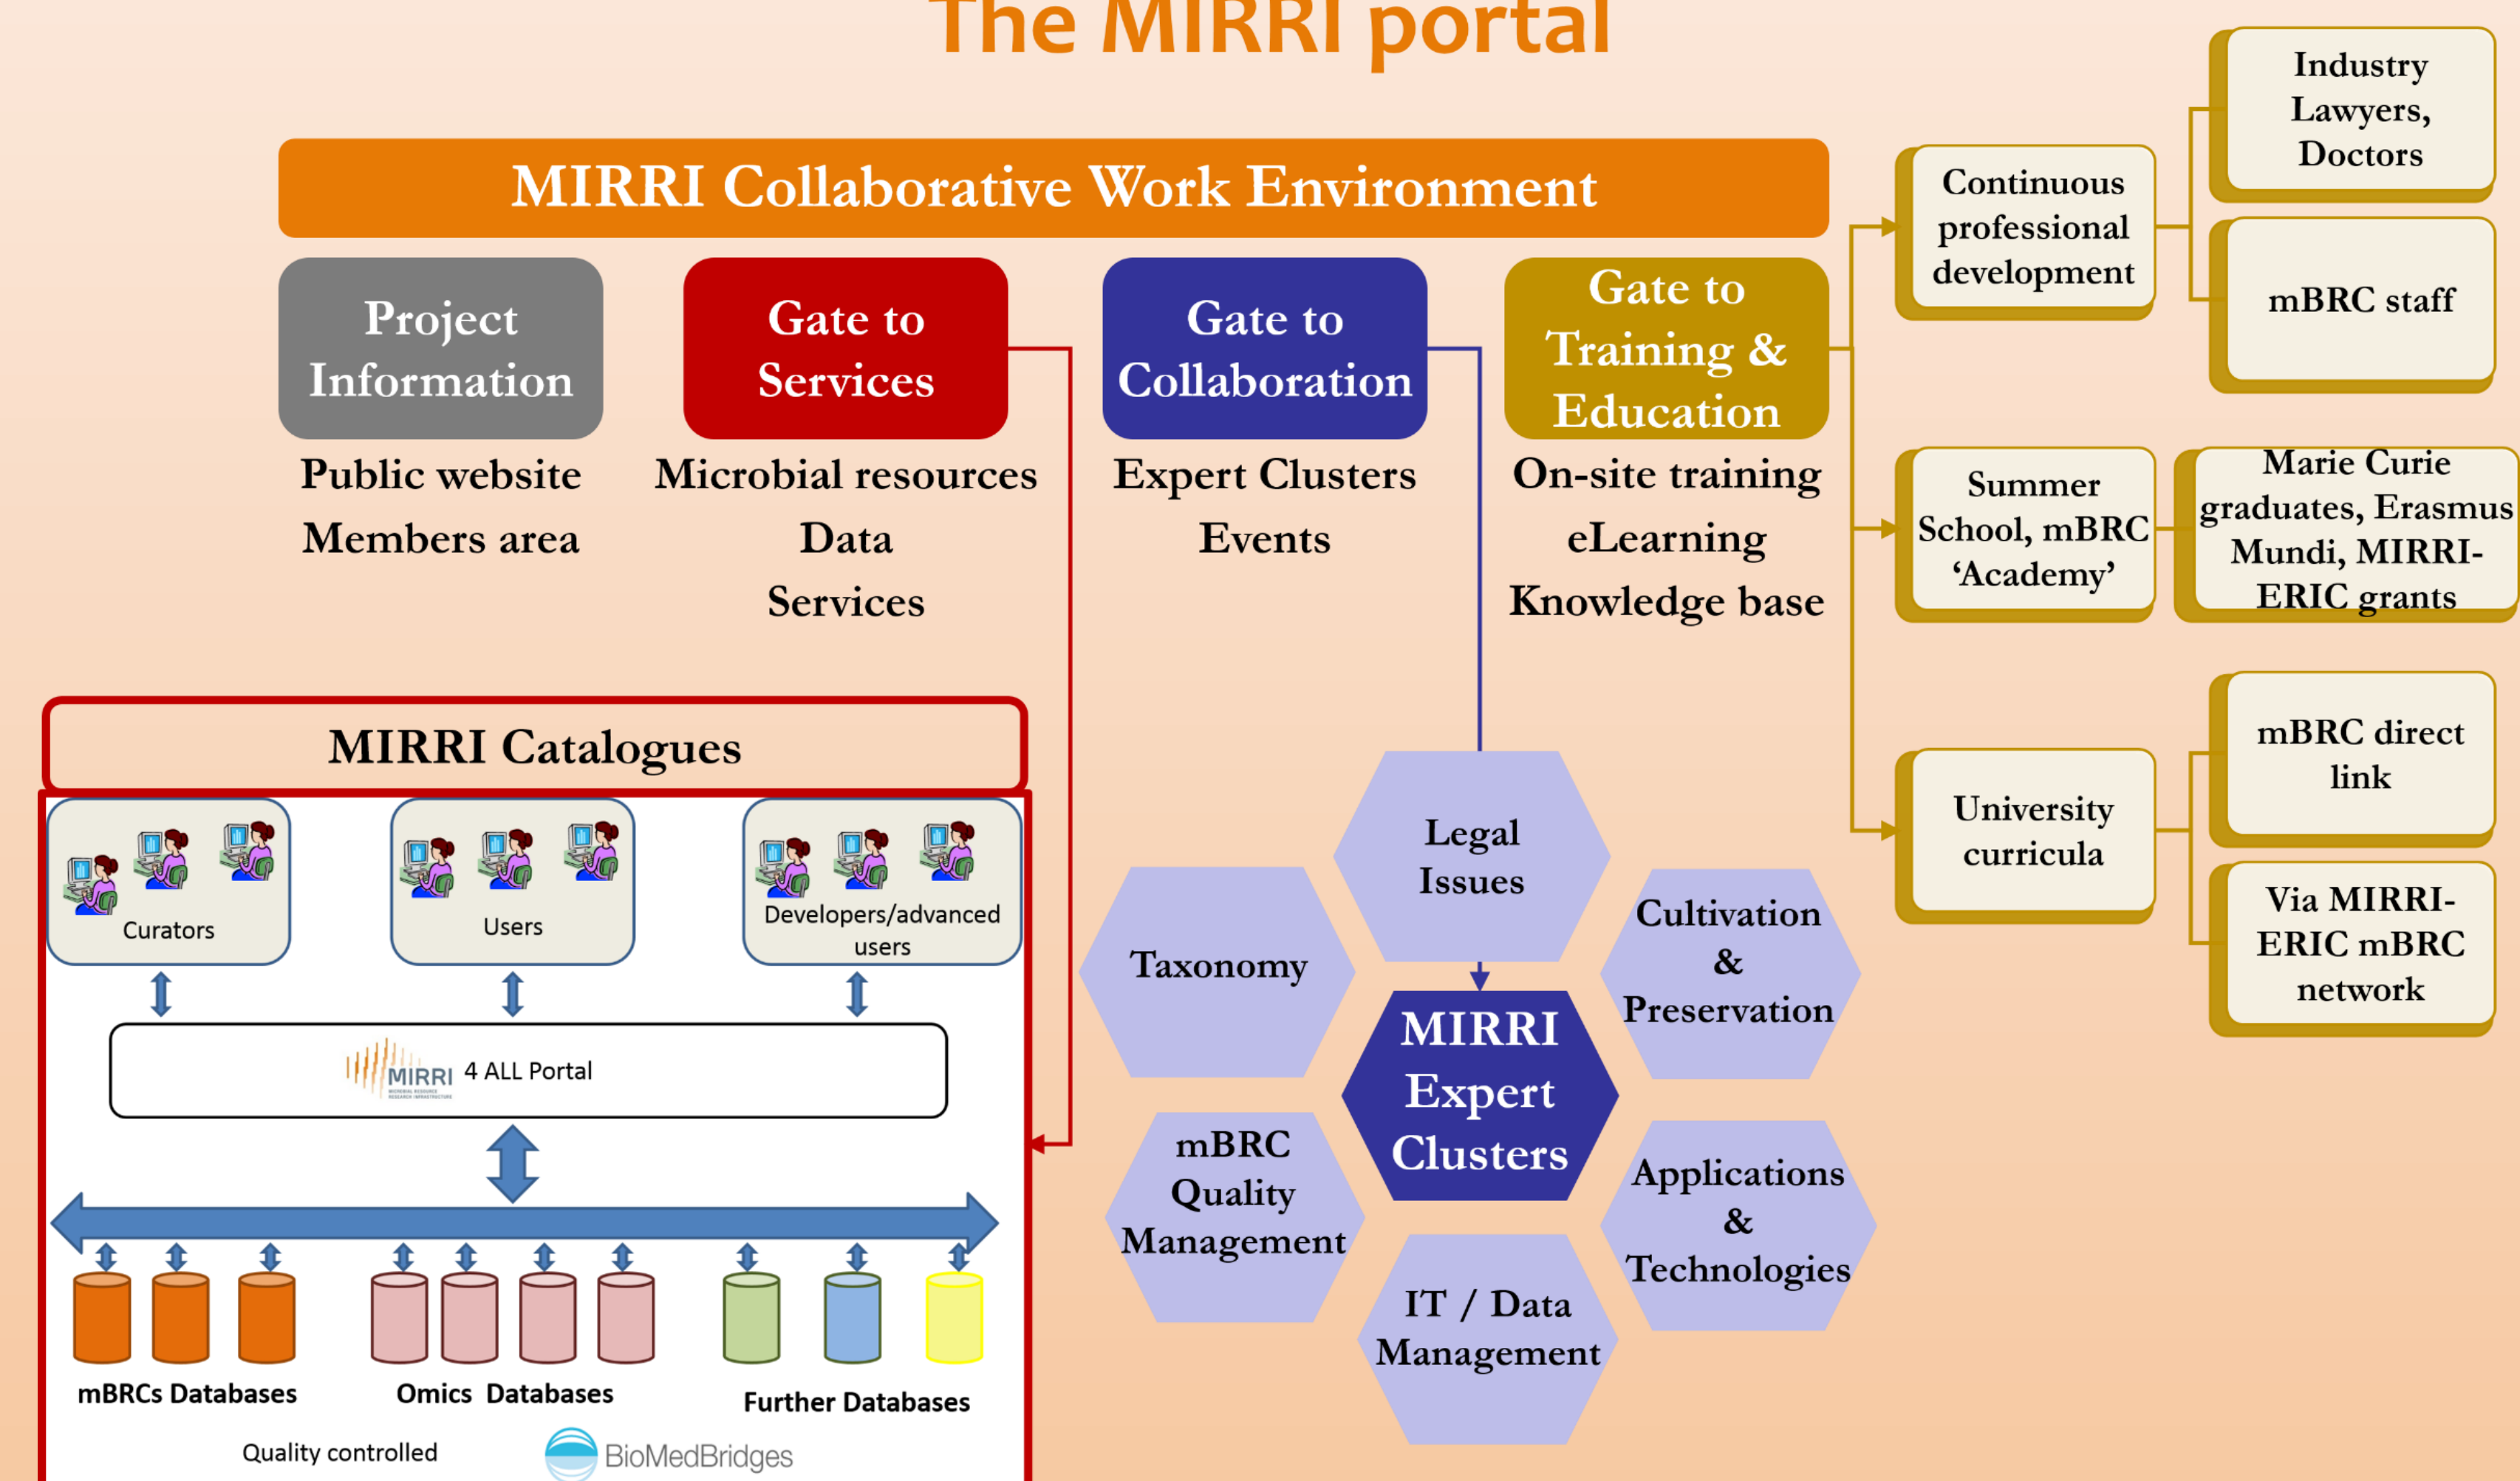 The MIRRI portal
MIRRI Collaborative Work Environment
Project
Information
Public website
Members area
Gate to
Services
Microbial resources
Data
Services
Gate to
Collaboration
Expert Clusters
Events
Gate to
Training &
Education
On-site training
eLearning
Knowledge base
Continuous
professional
development
Industry
Lawyers,
Doctors
mBRC staff
Summer
School, mBRC
‘Academy’
Marie Curie
graduates, Erasmus
Mundi, MIRRI-
ERIC grants
University
curricula
mBRC direct
link
Via MIRRI-
ERIC mBRC
network
MIRRI Catalogues
Curators
Users
Developers/advanced
users
MIRRI 4 ALL Portal
MICROBIAL RESOURCE
RESEARCH INFRASTRUCTURE
mBRCs Databases
Omics Databases
Further Databases
Quality controlled
BioMedBridges
Legal
Issues
Taxonomy
Cultivation
&
Preservation
MIRRI
Expert
Clusters
mBRC
Quality
Management
Applications
&
Technologies
IT / Data
Management